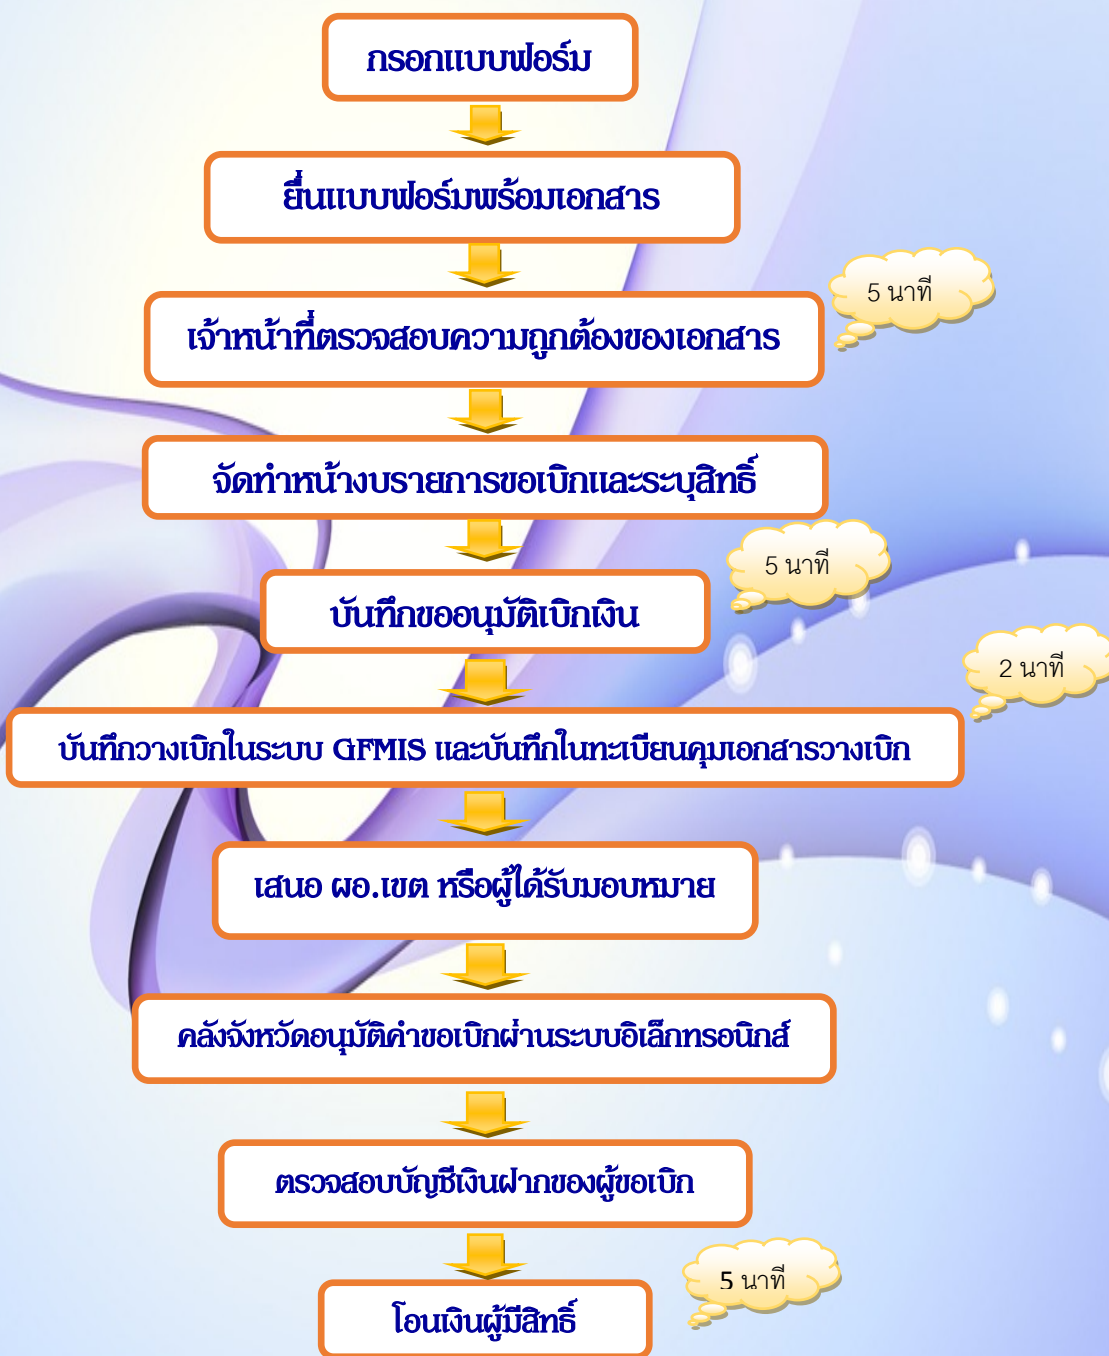 กรอกแบบฟอร์ม
ยื่นแบบฟอร์มพร้อมเอกสาร
5 นาที
เจ้าหน้าที่ตรวจสอบความถูกต้องของเอกสาร
จัดทำหน้างบรายการขอเบิกและระบุสิทธิ์
5 นาที
บันทึกขออนุมัติเบิกเงิน
2 นาที
บันทึกวางเบิกในระบบ GFMIS และบันทึกในทะเบียนคุมเอกสารวางเบิก
เสนอ ผอ.เขต หรือผู้ได้รับมอบหมาย
คลังจังหวัดอนุมัติคำขอเบิกผ่านระบบอิเล็กทรอนิกส์
ตรวจสอบบัญชีเงินฝากของผู้ขอเบิก
5 นาที
โอนเงินผู้มีสิทธิ์